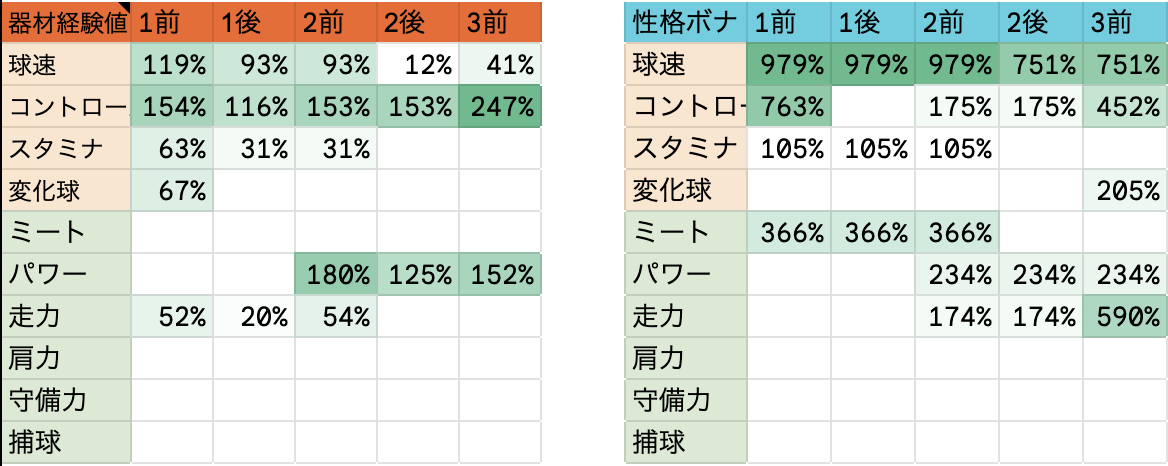 器材経験値 1前 1後 2前 2後 3前
球速 119% 93% 93% 12% 41%
コントロー 154% 116% 153% 153% 247%
スタミナ 63% 31% 31%
変化球 67%
ミート
パワー 180% 125% 152%
走力 52% 20% 54%
肩力
守備力
捕球
性格ボナ 1前 1後 2前 2後 3前
球速 979% 979% 979% 751% 751%
コントロー 763% 175% 175% 452%
スタミナ 105% 105% 105%
変化球 205%
ミート 366% 366% 366%
パワー 234% 234% 234%
走力 174% 174% 590%
肩力
守備力
捕球